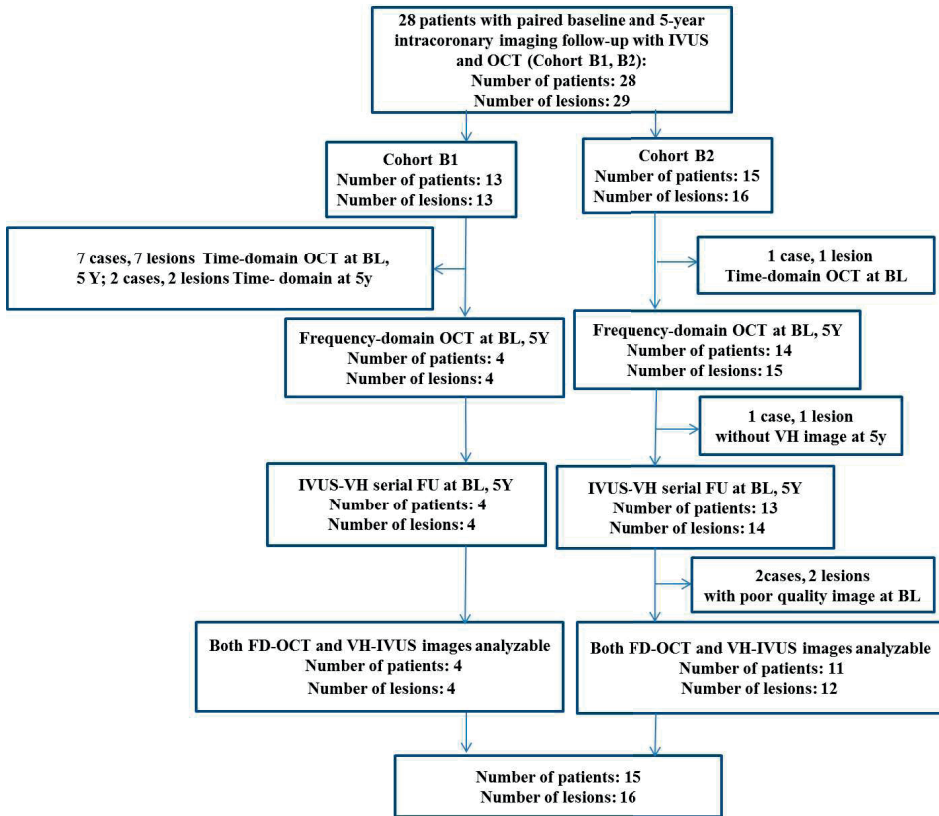 28 patients with paired baseline and 5-year
intracoronary imaging follow-up with IVUS
and OCT (Cohort B1, B2):
Number of patients: 28
Number of lesions: 29
Cohort B1
Number of patients: 13
Number of lesions: 13
Cohort B2
Number of patients: 15
Number of lesions: 16
7 cases, 7 lesions Time-domain OCT at BL,
5 Y; 2 cases, 2 lesions Time- domain at 5y
1 case, 1 lesion
Time-domain OCT at BL
Frequency-domain OCT at BL, 5Y
Number of patients: 4
Number of lesions: 4
Frequency-domain OCT at BL, 5Y
Number of patients: 14
Number of lesions: 15
1 case, 1 lesion
without VH image at 5y
IVUS-VH serial FU at BL, 5Y
Number of patients: 4
Number of lesions: 4
IVUS-VH serial FU at BL, 5Y
Number of patients: 13
Number of lesions: 14
2cases, 2 lesions
with poor quality image at BL
Both FD-OCT and VH-IVUS images analyzable
Number of patients: 4
Number of lesions: 4
Both FD-OCT and VH-IVUS images analyzable
Number of patients: 11
Number of lesions: 12
Number of patients: 15
Number of lesions: 16